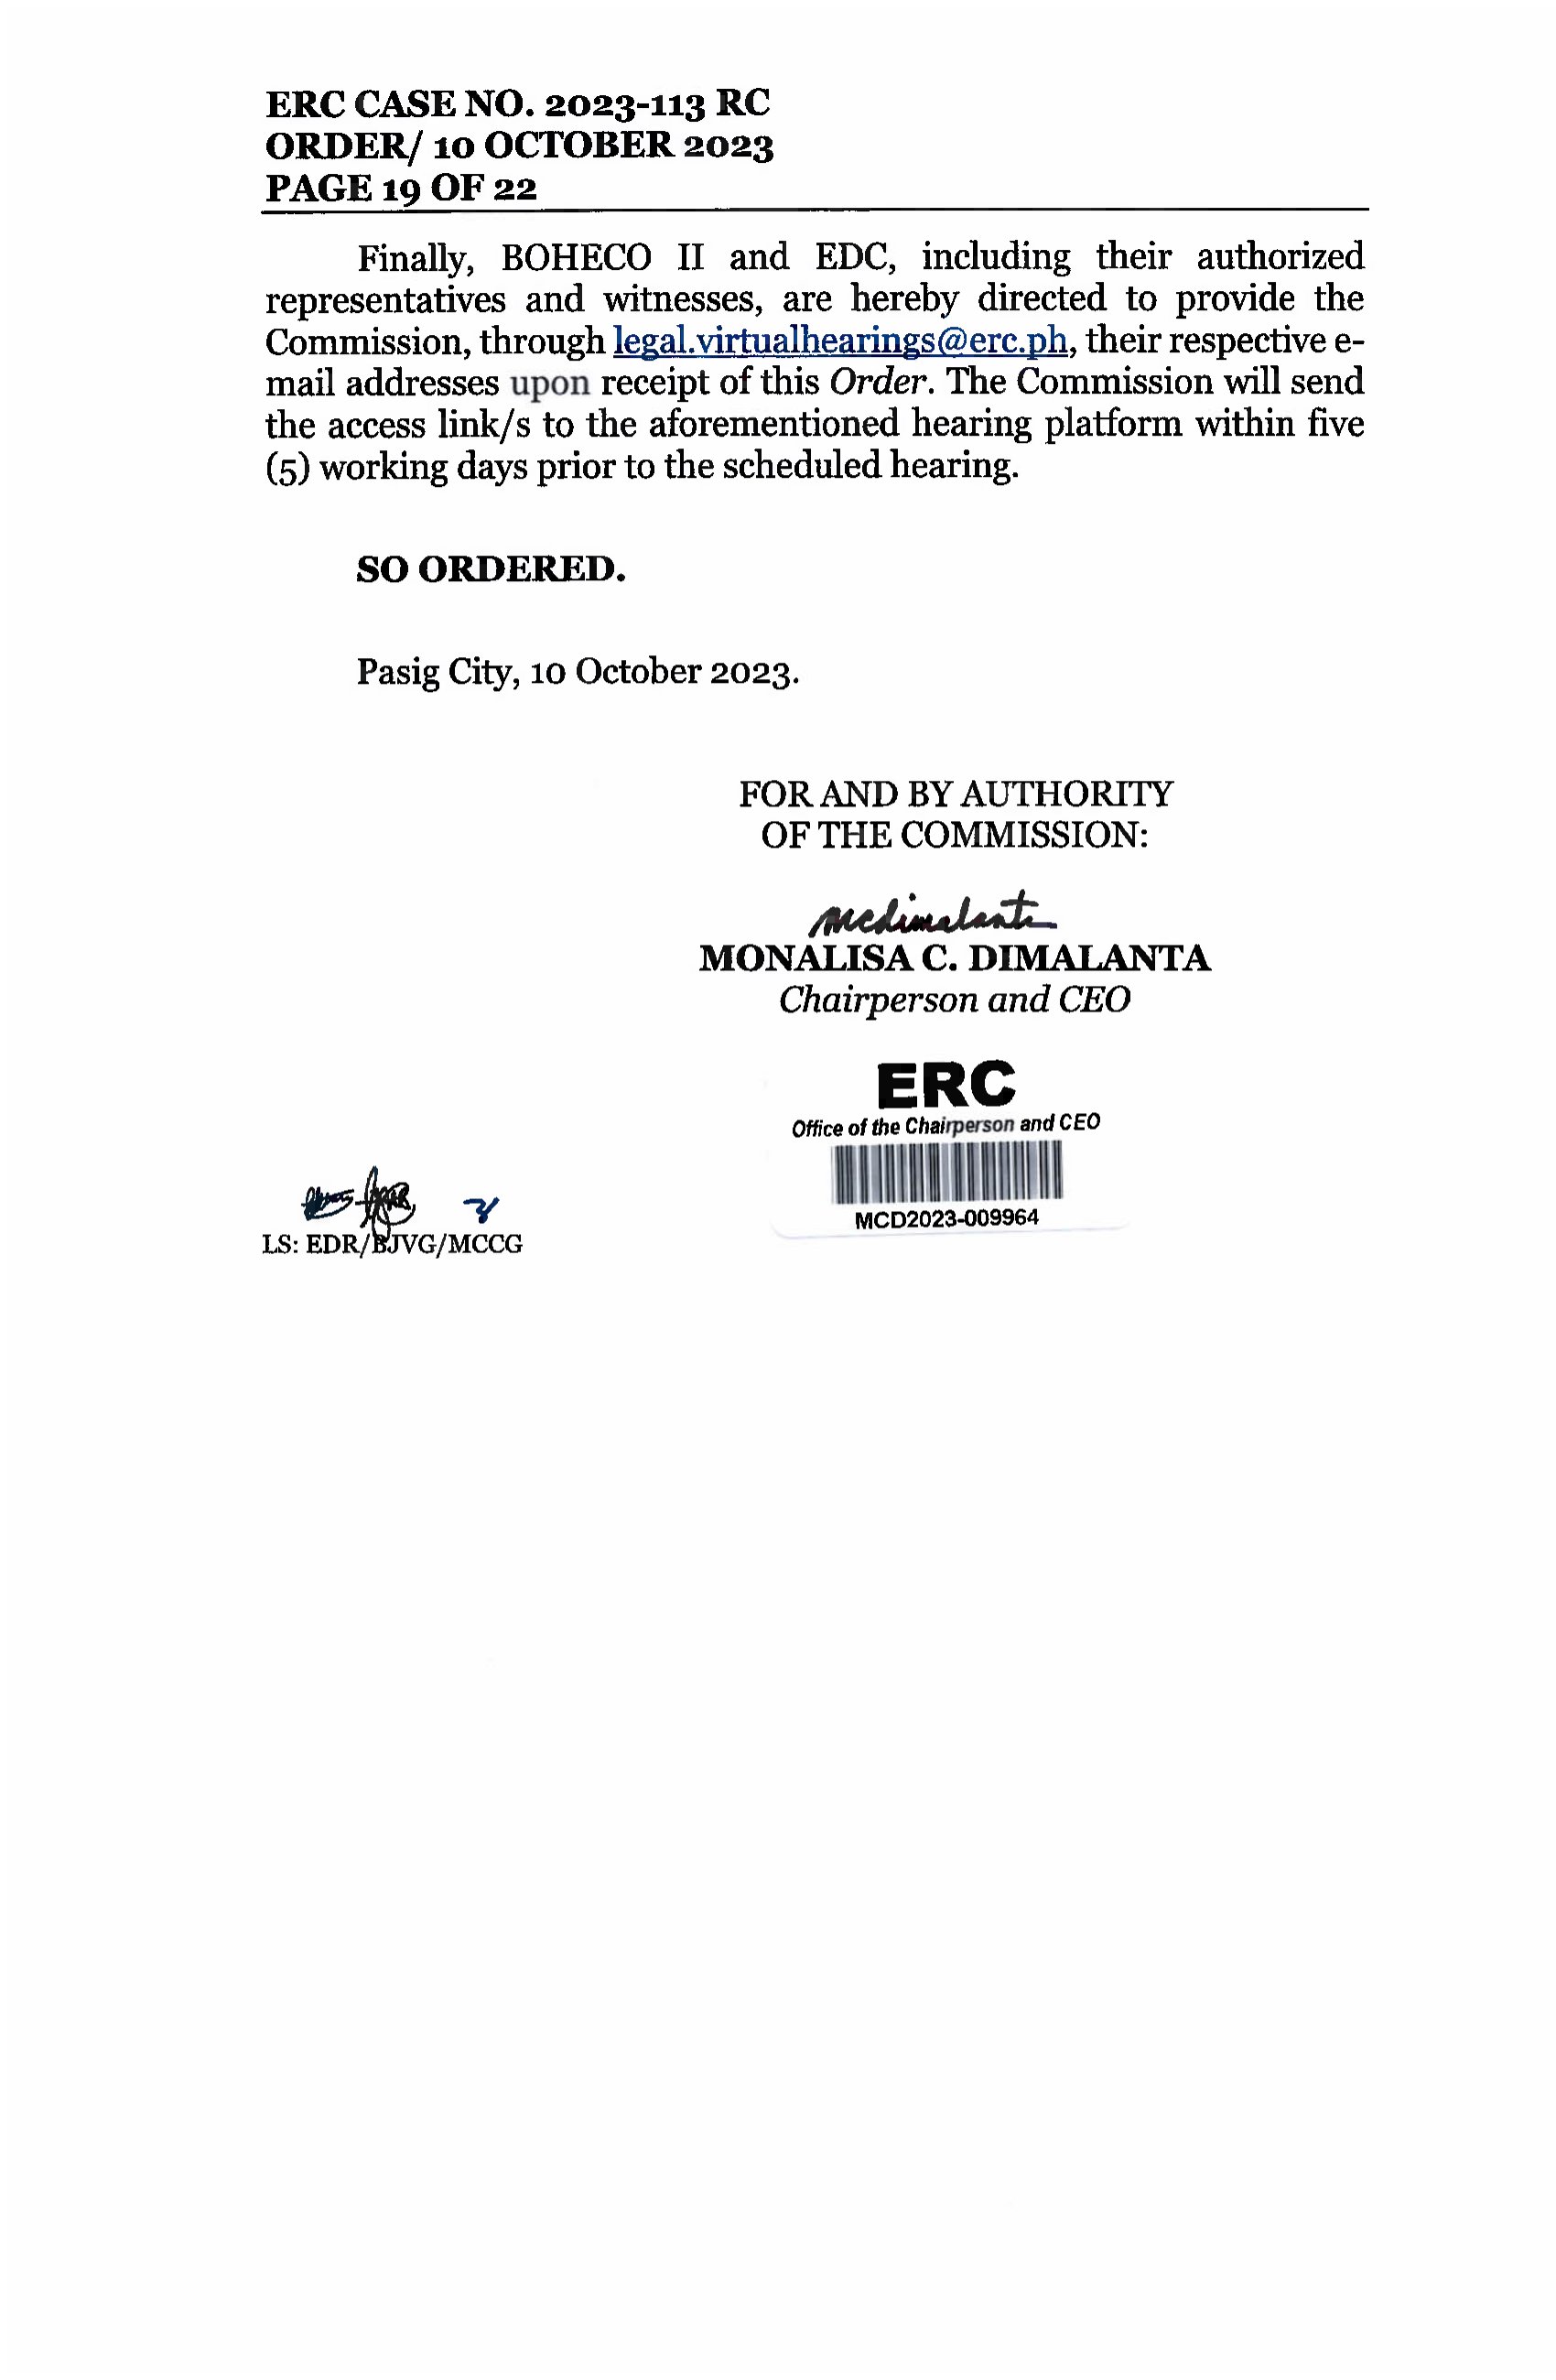 ERC CASE NO. 2023-113 RC
ORDER/ 10 OCTOBER 2023
PAGE 19 OF 22
Finally, BOHECO II and EDC, including their authorized
representatives and witnesses, are hereby directed to provide the
Commission, through legal.virtualhearings@erc.ph, their respective e-
mail addresses upon receipt of this Order. The Commission will send
the access link/s to the aforementioned hearing platform within five
(5) working days prior to the scheduled hearing.
SO ORDERED.
Pasig City, 10 October 2023.
FOR AND BY AUTHORITY
OF THE COMMISSION:
mcdimalanta
MONALISA C. DIMALANTA
Chairperson and CEO
ERC
Office of the Chairperson and CEO
MCD2023-009964
LS: EDR/BJVG/MCCG